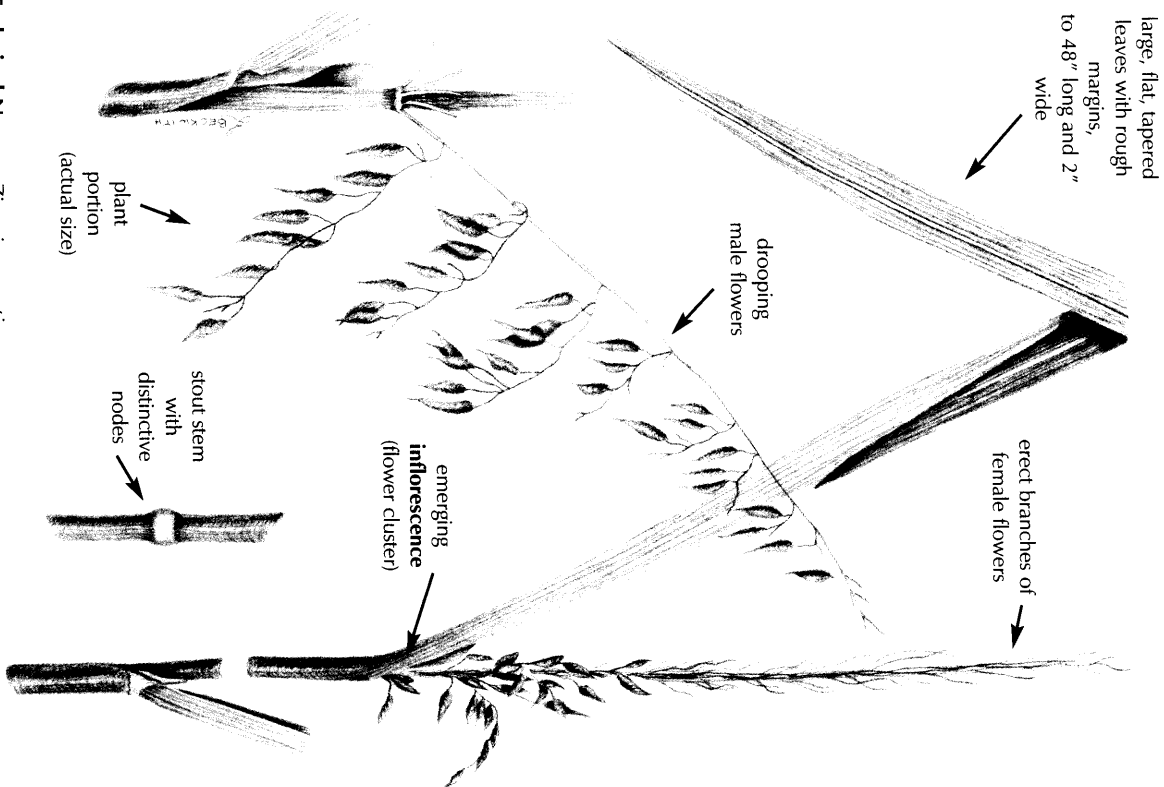 large, flat, tapered
leaves with rough
margins,
to 48" long and 2"
wide
erect branches of
female flowers
drooping
male flowers
emerging
inflorescence
(flower cluster)
plant
portion
(actual size)
stout stem
with
distinctive
nodes
BECKWITH